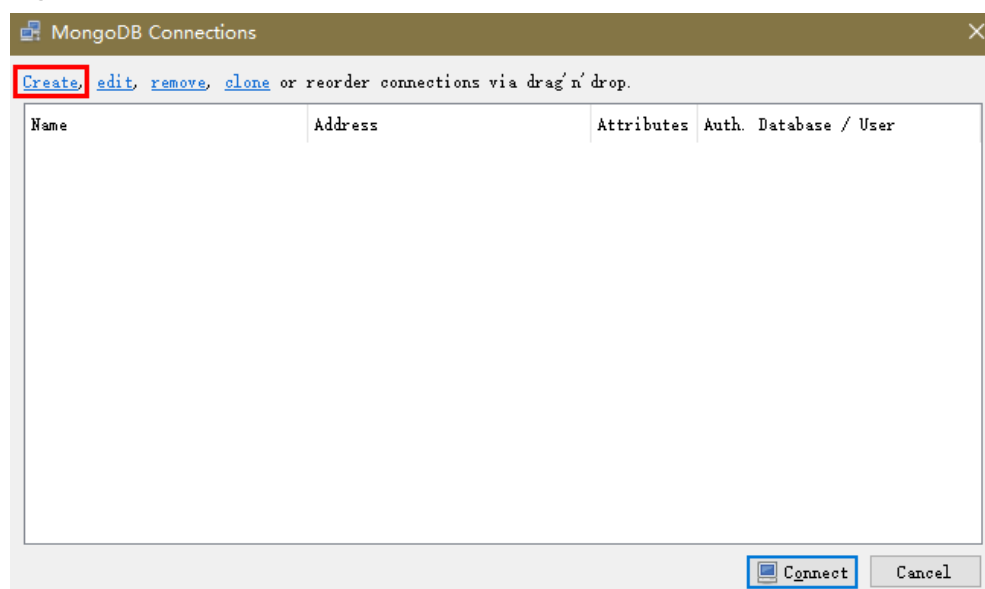 MongoDB Connections
Create, edit, remove, clone or reorder connections via drag'n'drop.
Name Address Attributes Auth. Database / User
Connect Cancel